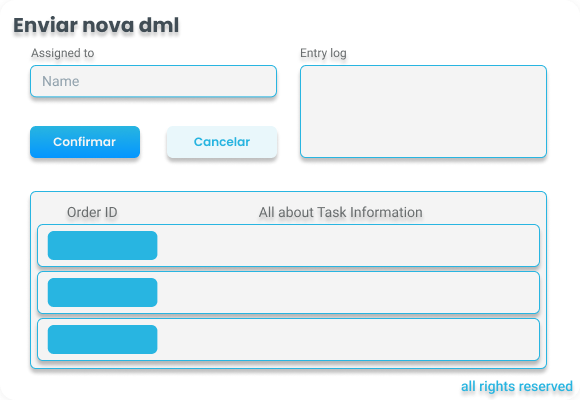 Enviar nova dml
Assigned to
Name
Entry log
Confirmar
Cancelar
Order ID
All about Task Information
all rights reserved